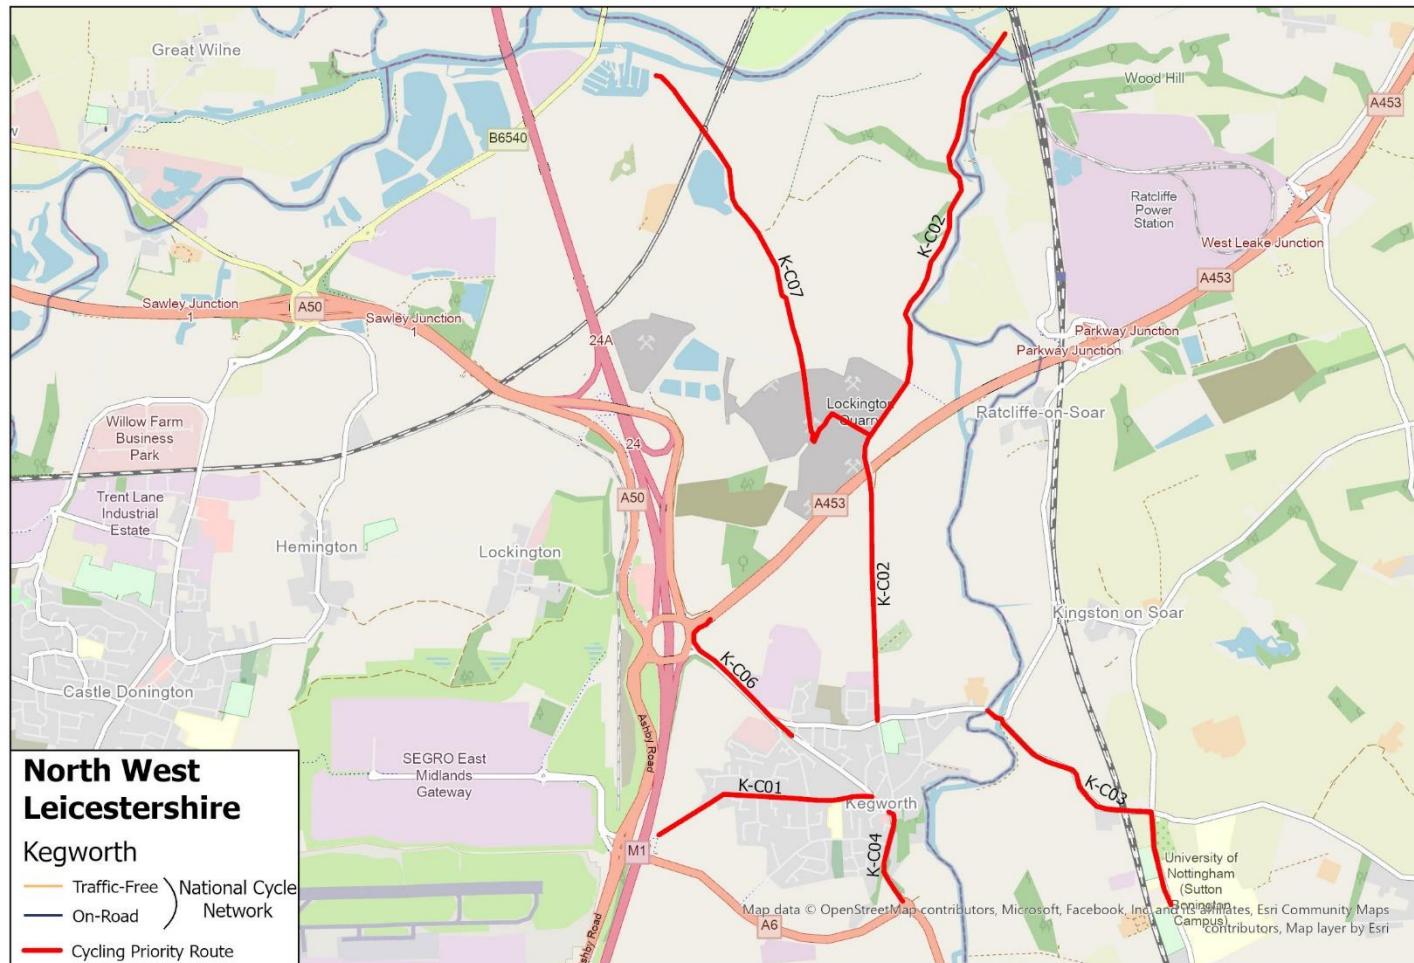 Great Wilne
Wood Hill
A453
B6540
Ratcliffe
Power
Station
West Leake Junction
K-C02
A453
K-C07
Sawley Junction
1
A50
Sawley Junction
1
24A
Parkway Junction
Parkway Junction
Lockington
Quarry
Ratcliffe-on-Soar
Willow Farm
Business
Park
24
A50
A453
Trent Lane
Industrial
Estate
Hemington
Lockington
K-C02
Kingston on Soar
K-C06
Castle Donington
Ashby Road
SEGRO East
Midlands
Gateway
K-C01
Kegworth
K-C03
K-C04
M1
University of
Nottingham
(Sutton
Bonington
Campus)
A6
Ashby Road
North West
Leicestershire
Kegworth
Traffic-Free
On-Road
National Cycle
Network
Cycling Priority Route
Map data © OpenStreetMap contributors, Microsoft, Facebook, Inc. and its affiliates, Esri Community Maps
contributors, Map layer by Esri